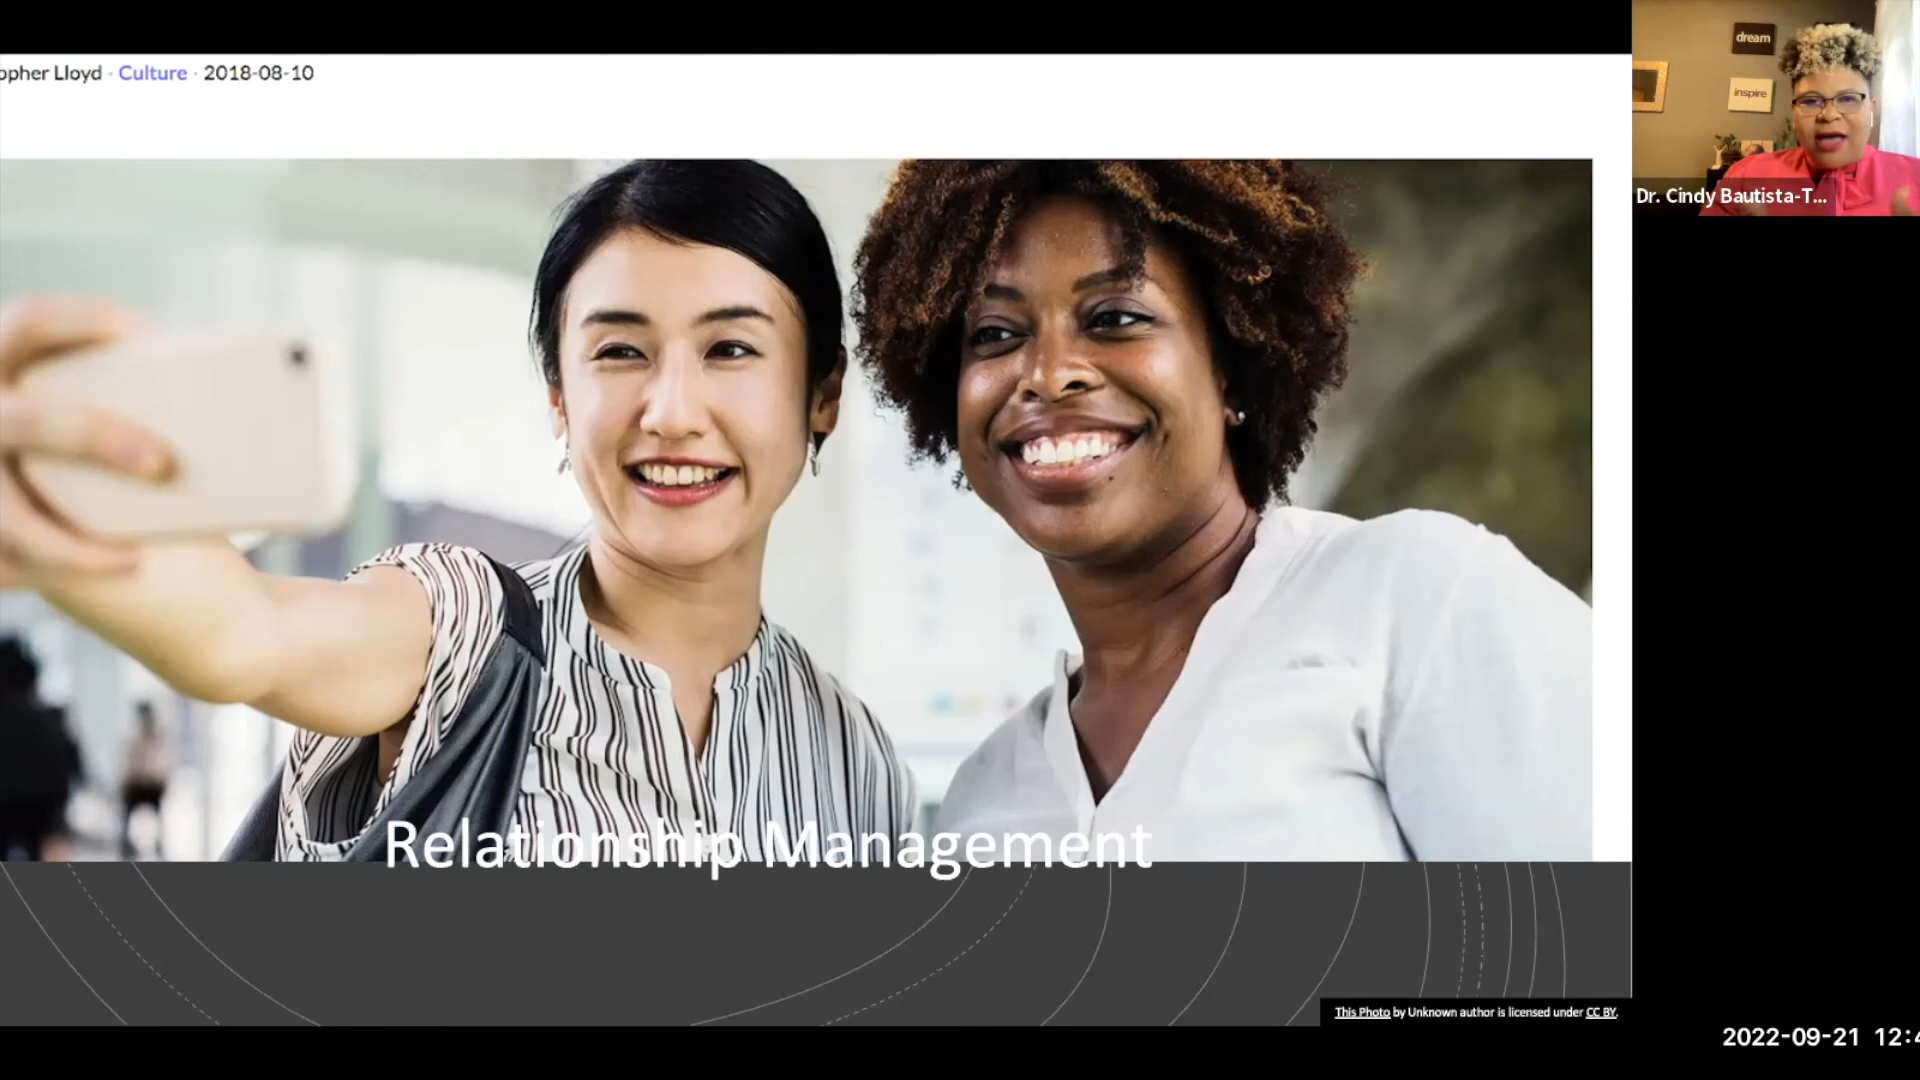 opher Lloyd · Culture · 2018-08-10
dream
inspire
Dr. Cindy Bautista-T...
Relationship Management
This Photo by Unknown author is licensed under CC BY.
2022-09-21 12:4